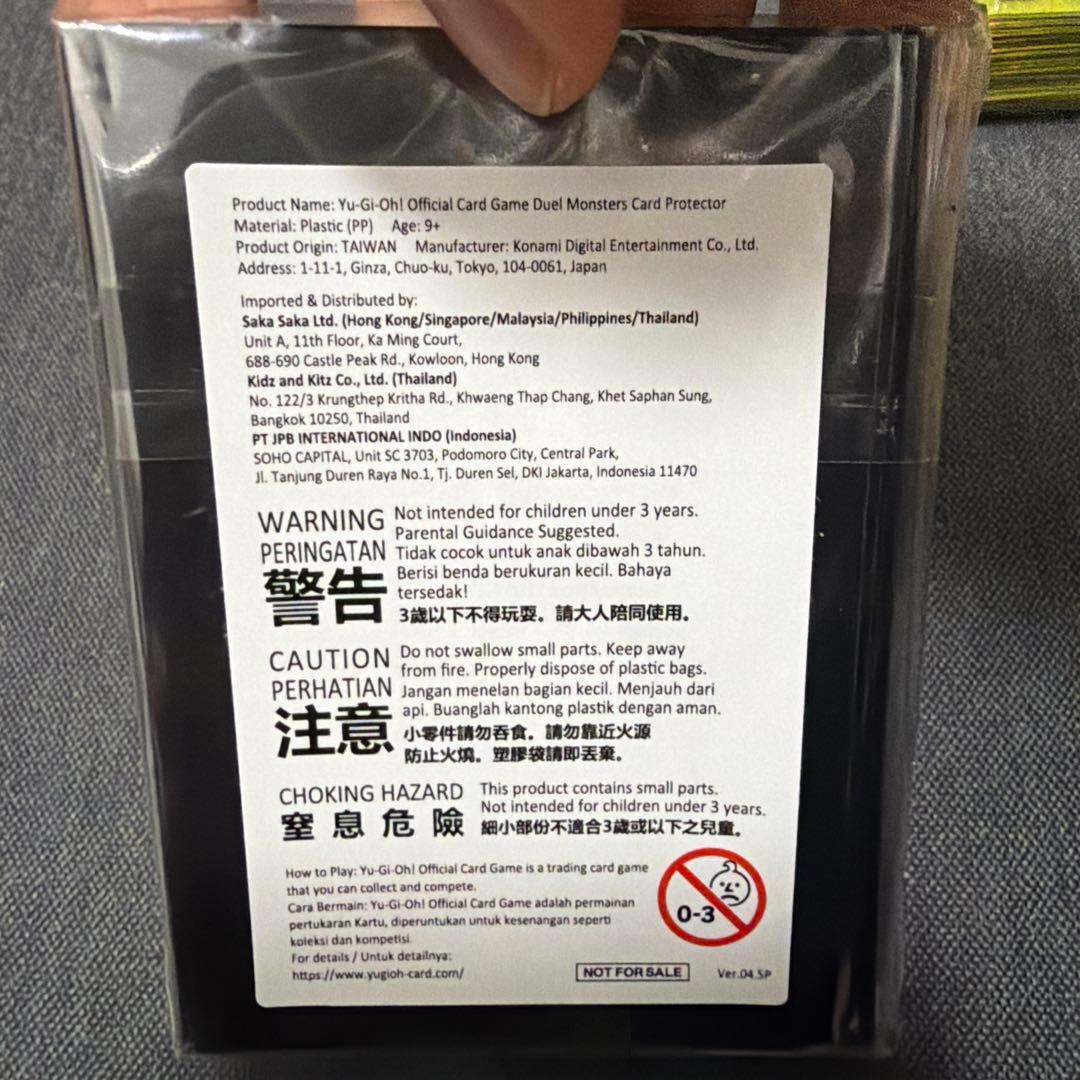 Product Name: Yu-Gi-Oh! Official Card Game Duel Monsters Card Protector
Material: Plastic (PP) Age: 9+
Product Origin: TAIWAN Manufacturer: Konami Digital Entertainment Co., Ltd.
Address: 1-11-1, Ginza, Chuo-ku, Tokyo, 104-0061, Japan
Imported & Distributed by:
Saka Saka Ltd. (Hong Kong/Singapore/Malaysia/Philippines/Thailand)
Unit A, 11th Floor, Ka Ming Court,
688-690 Castle Peak Rd., Kowloon, Hong Kong
Kidz and Kitz Co., Ltd. (Thailand)
No. 122/3 Krungthep Kritha Rd., Khwaeng Thap Chang, Khet Saphan Sung,
Bangkok 10250, Thailand
PT JPB INTERNATIONAL INDO (Indonesia)
SOHO CAPITAL, Unit SC 3703, Podomoro City, Central Park,
Jl. Tanjung Duren Raya No.1, Tj. Duren Sel, DKI Jakarta, Indonesia 11470
WARNING
PERINGATAN
警告
Not intended for children under 3 years.
Parental Guidance Suggested.
Tidak cocok untuk anak dibawah 3 tahun.
Berisi benda berukuran kecil. Bahaya
tersedak!
3歲以下不得玩耍。請大人陪同使用。
CAUTION
PERHATIAN
注意
Do not swallow small parts. Keep away
from fire. Properly dispose of plastic bags.
Jangan menelan bagian kecil. Menjauh dari
api. Buanglah kantong plastik dengan aman.
小零件請勿吞食。請勿靠近火源
防止火燒。塑膠袋請即丟棄。
CHOKING HAZARD
窒息危險
This product contains small parts.
Not intended for children under 3 years.
細小部份不適合3歲或以下之兒童。
How to Play: Yu-Gi-Oh! Official Card Game is a trading card game
that you can collect and compete.
Cara Bermain: Yu-Gi-Oh! Official Card Game adalah permainan
pertukaran Kartu, diperuntukan untuk kesenangan seperti
koleksi dan kompetisi.
For details / Untuk detailnya:
https://www.yugioh-card.com/
0-3
NOT FOR SALE
Ver.04.SP